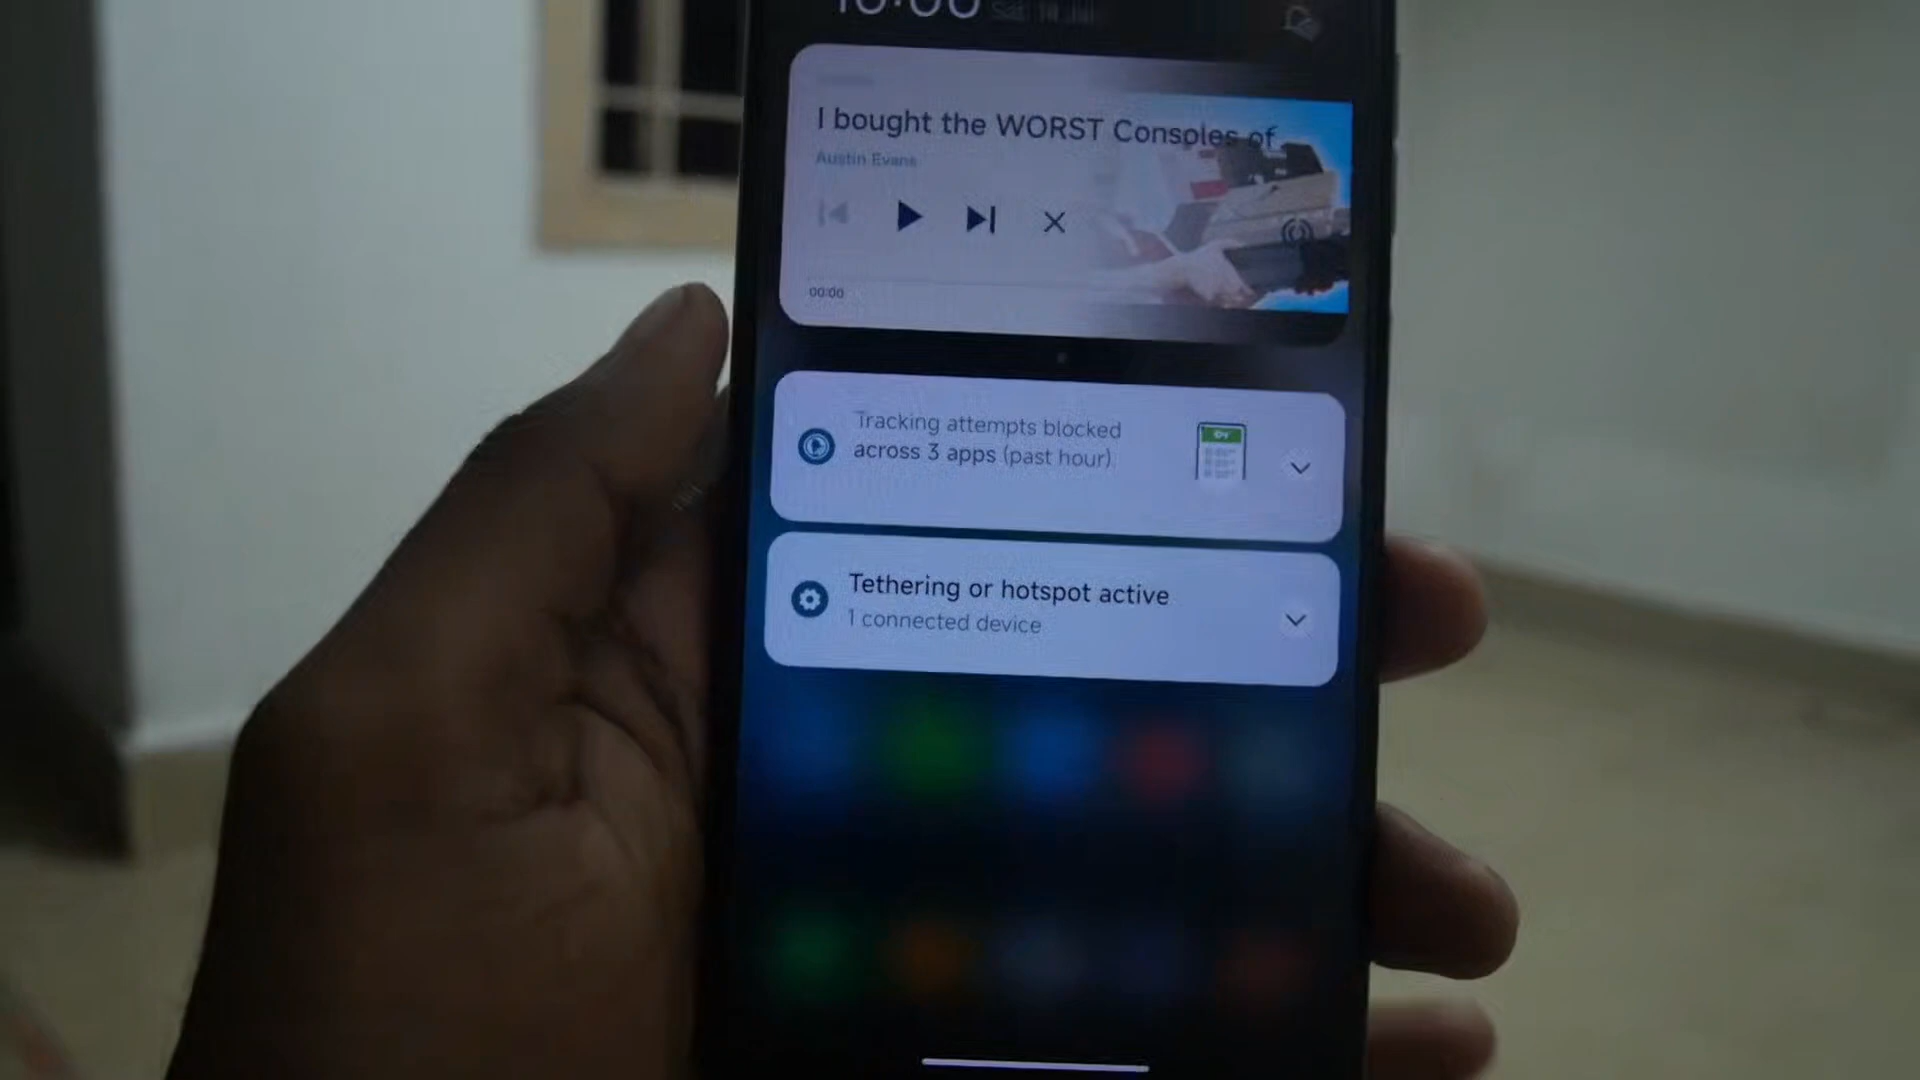 I bought the WORST Consoles of
Austin Evans
00:00
Tracking attempts blocked
across 3 apps (past hour)
Tethering or hotspot active
1 connected device